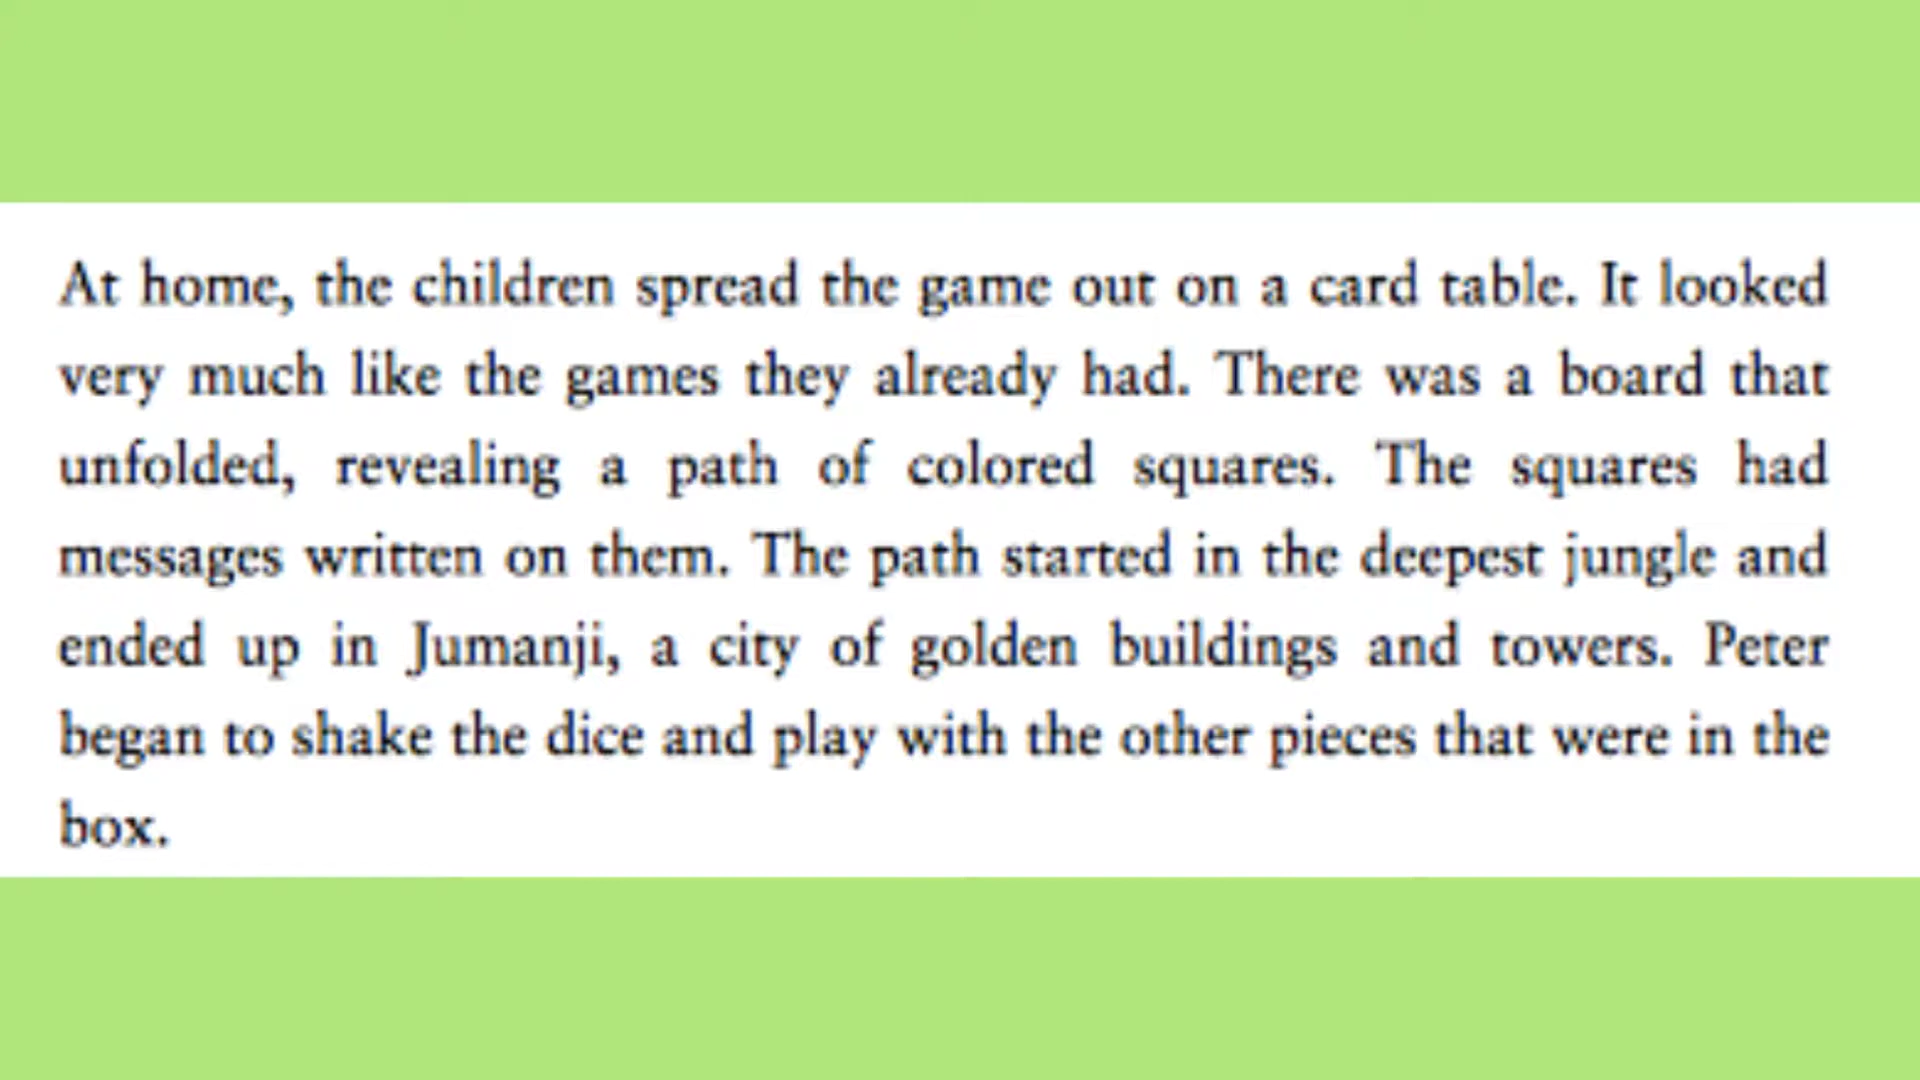 At home, the children spread the game out on a card table. It looked
very much like the games they already had. There was a board that
unfolded, revealing a path of colored squares. The squares had
messages written on them. The path started in the deepest jungle and
ended up in Jumanji, a city of golden buildings and towers. Peter
began to shake the dice and play with the other pieces that were in the
box.